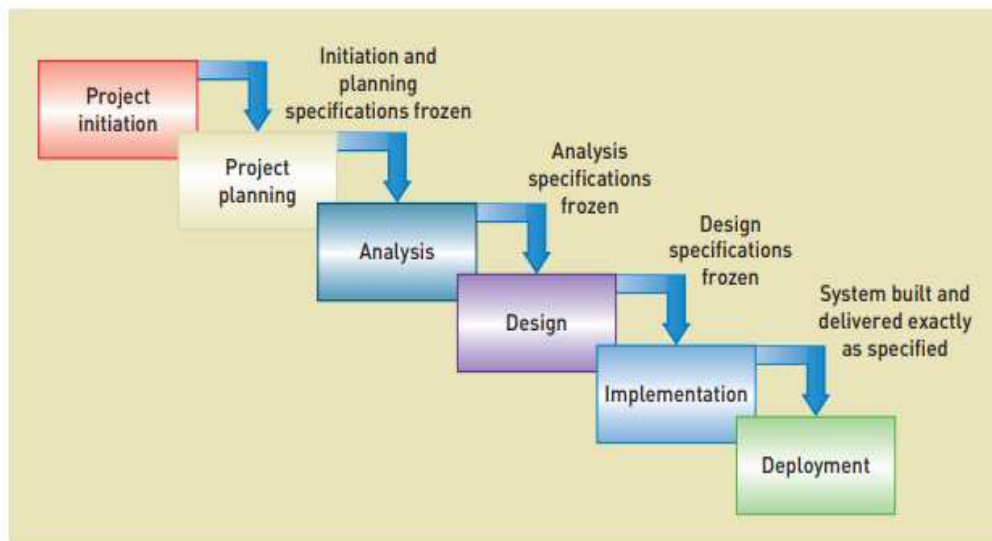 Project
initiation
Initiation and
planning
specifications frozen
Project
planning
Analysis
specifications
frozen
Analysis
Design
specifications
frozen
Design
System built and
delivered exactly
as specified
Implementation
Deployment